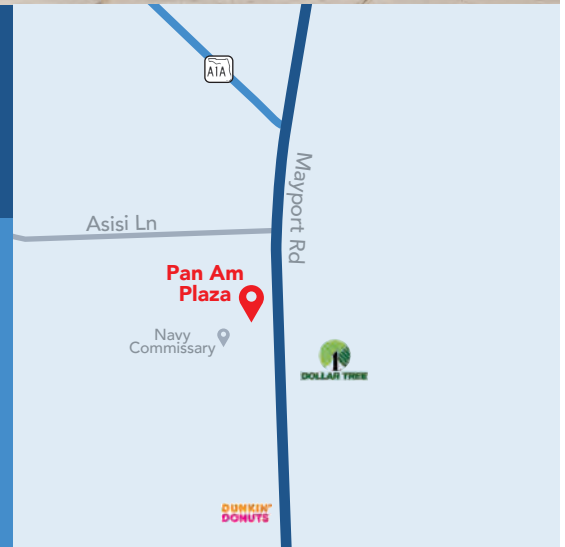 A1A
Mayport Rd
Asisi Ln
Pan Am
Plaza
Navy
Commissary
DOLLAR TREE
DUNKIN'
DONUTS